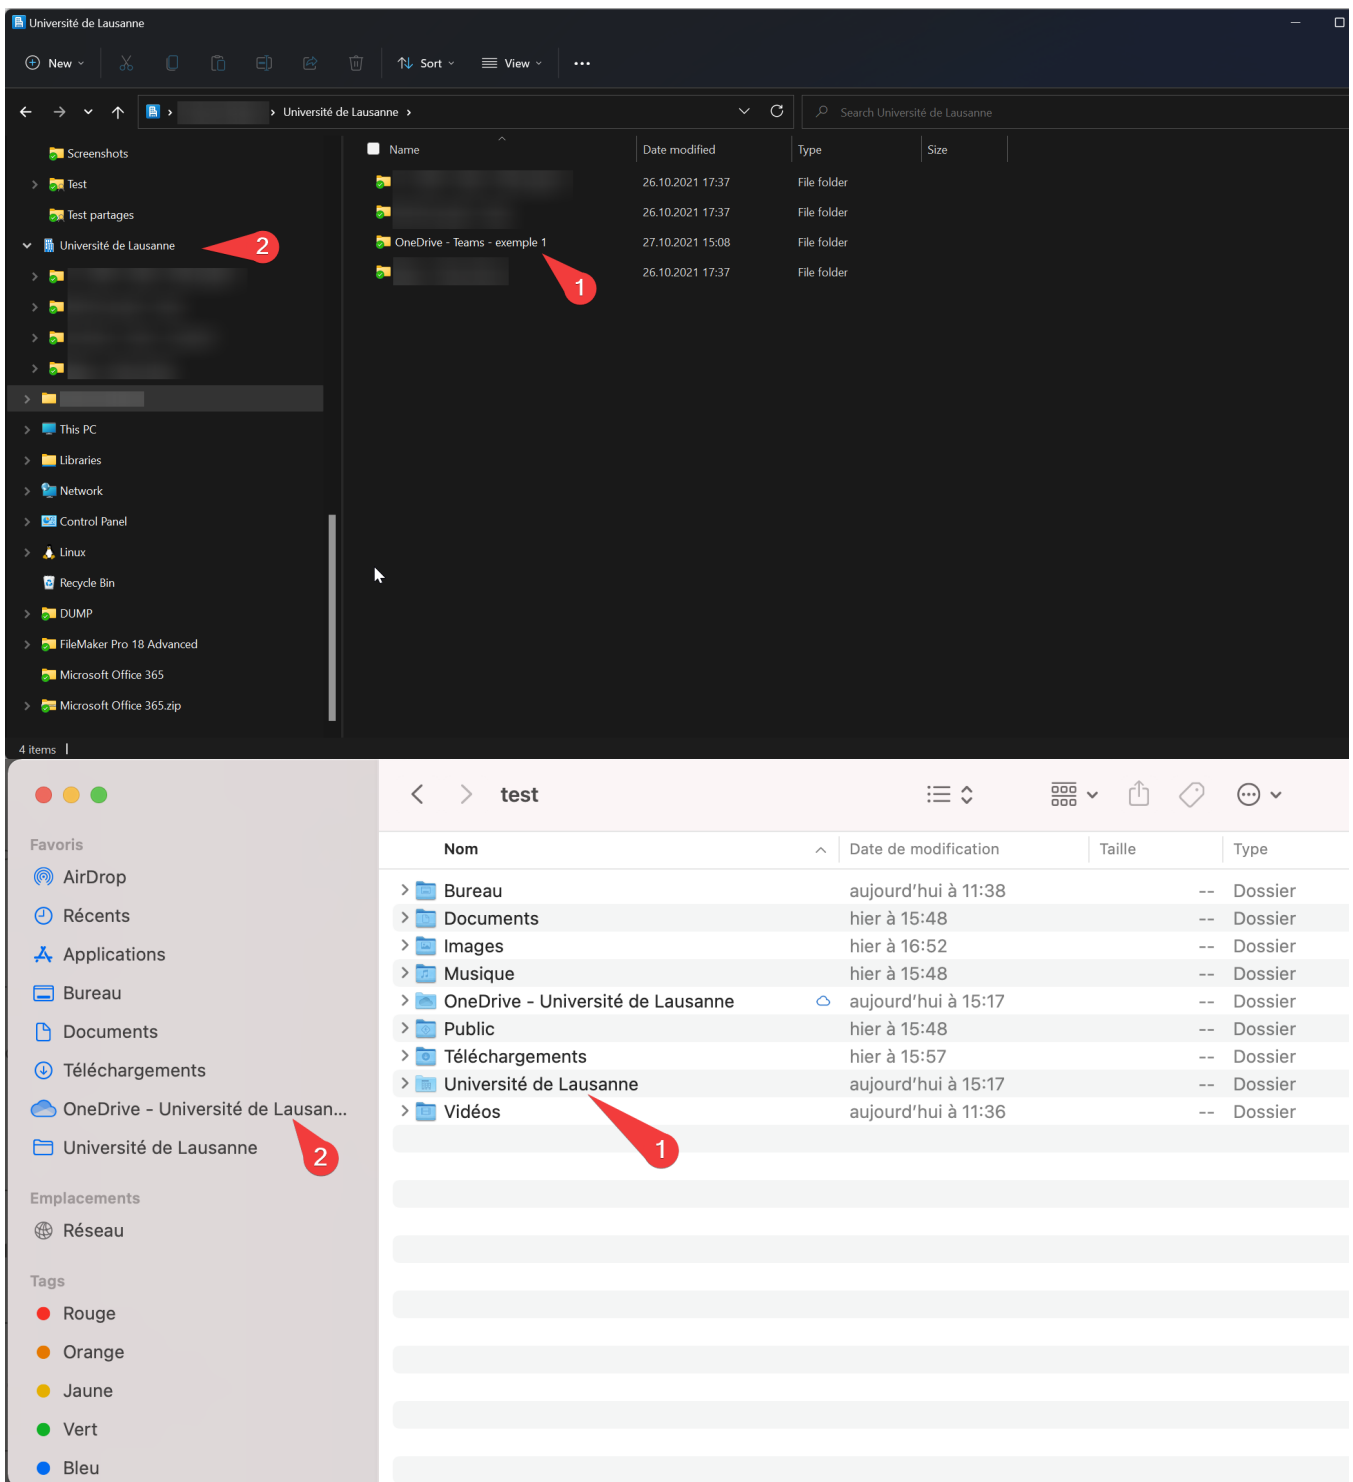 Université de Lausanne
New
Sort
View
Université de Lausanne
Search Université de Lausanne
Screenshots
Test
Test partages
Université de Lausanne
2
This PC
Libraries
Network
Control Panel
Linux
Recycle Bin
DUMP
FileMaker Pro 18 Advanced
Microsoft Office 365
Microsoft Office 365.zip
Name Date modified Type Size
26.10.2021 17:37 File folder
26.10.2021 17:37 File folder
OneDrive - Teams - exemple 1 27.10.2021 15:08 File folder
26.10.2021 17:37 File folder
1
4 items
Favoris
AirDrop
Récents
Applications
Bureau
Documents
Téléchargements
OneDrive - Université de Lausan...
Université de Lausanne
2
Emplacements
Réseau
Tags
Rouge
Orange
Jaune
Vert
Bleu
test
Nom Date de modification Taille Type
Bureau aujourd'hui à 11:38 -- Dossier
Documents hier à 15:48 -- Dossier
Images hier à 16:52 -- Dossier
Musique hier à 15:48 -- Dossier
OneDrive - Université de Lausanne aujourd'hui à 15:17 -- Dossier
Public hier à 15:48 -- Dossier
Téléchargements hier à 15:57 -- Dossier
Université de Lausanne aujourd'hui à 15:17 -- Dossier
Vidéos aujourd'hui à 11:36 -- Dossier
1